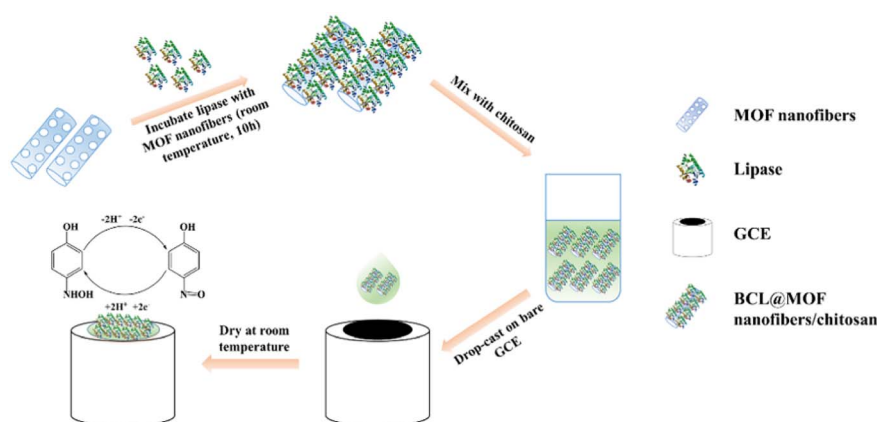 Incubate lipase with
MOF nanofibers (room
temperature, 10h)
Mix with chitosan
MOF nanofibers
Lipase
GCE
BCL@MOF
nanofibers/chitosan
OH
-2H⁺ -2e⁻
OH
NHOH
+2H⁺ +2e⁻
N=O
Drop-cast on bare
GCE
Dry at room
temperature